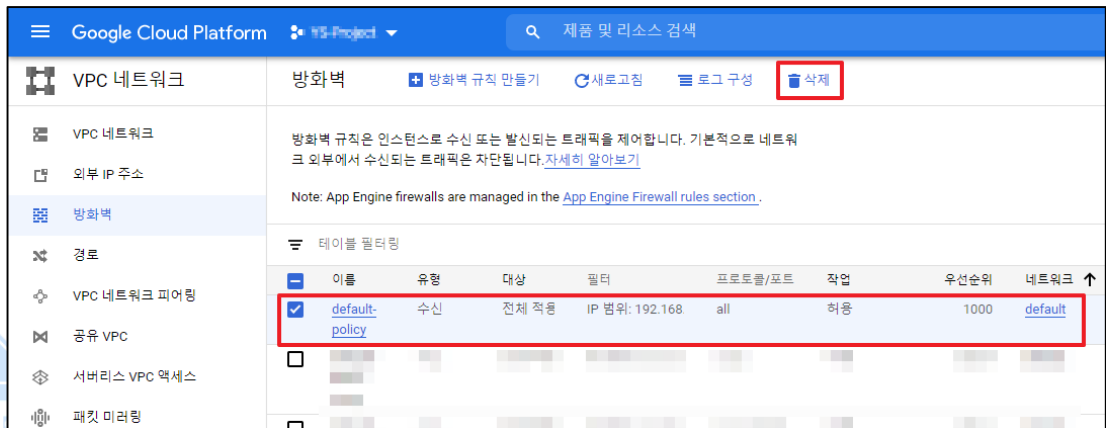 Google Cloud Platform
제품 및 리소스 검색
VPC 네트워크
방화벽
방화벽 규칙 만들기
새로고침
로그 구성
삭제
VPC 네트워크
외부 IP 주소
방화벽
경로
VPC 네트워크 피어링
공유 VPC
서버리스 VPC 액세스
패킷 미러링
방화벽 규칙은 인스턴스로 수신 또는 발신되는 트래픽을 제어합니다. 기본적으로 네트워
크 외부에서 수신되는 트래픽은 차단됩니다.자세히 알아보기
Note: App Engine firewalls are managed in the App Engine Firewall rules section .
테이블 필터링
이름 유형 대상 필터 프로토콜/포트 작업 우선순위 네트워크
default- 수신 전체 적용 IP 범위: 192.168 all 허용 1000 default
policy